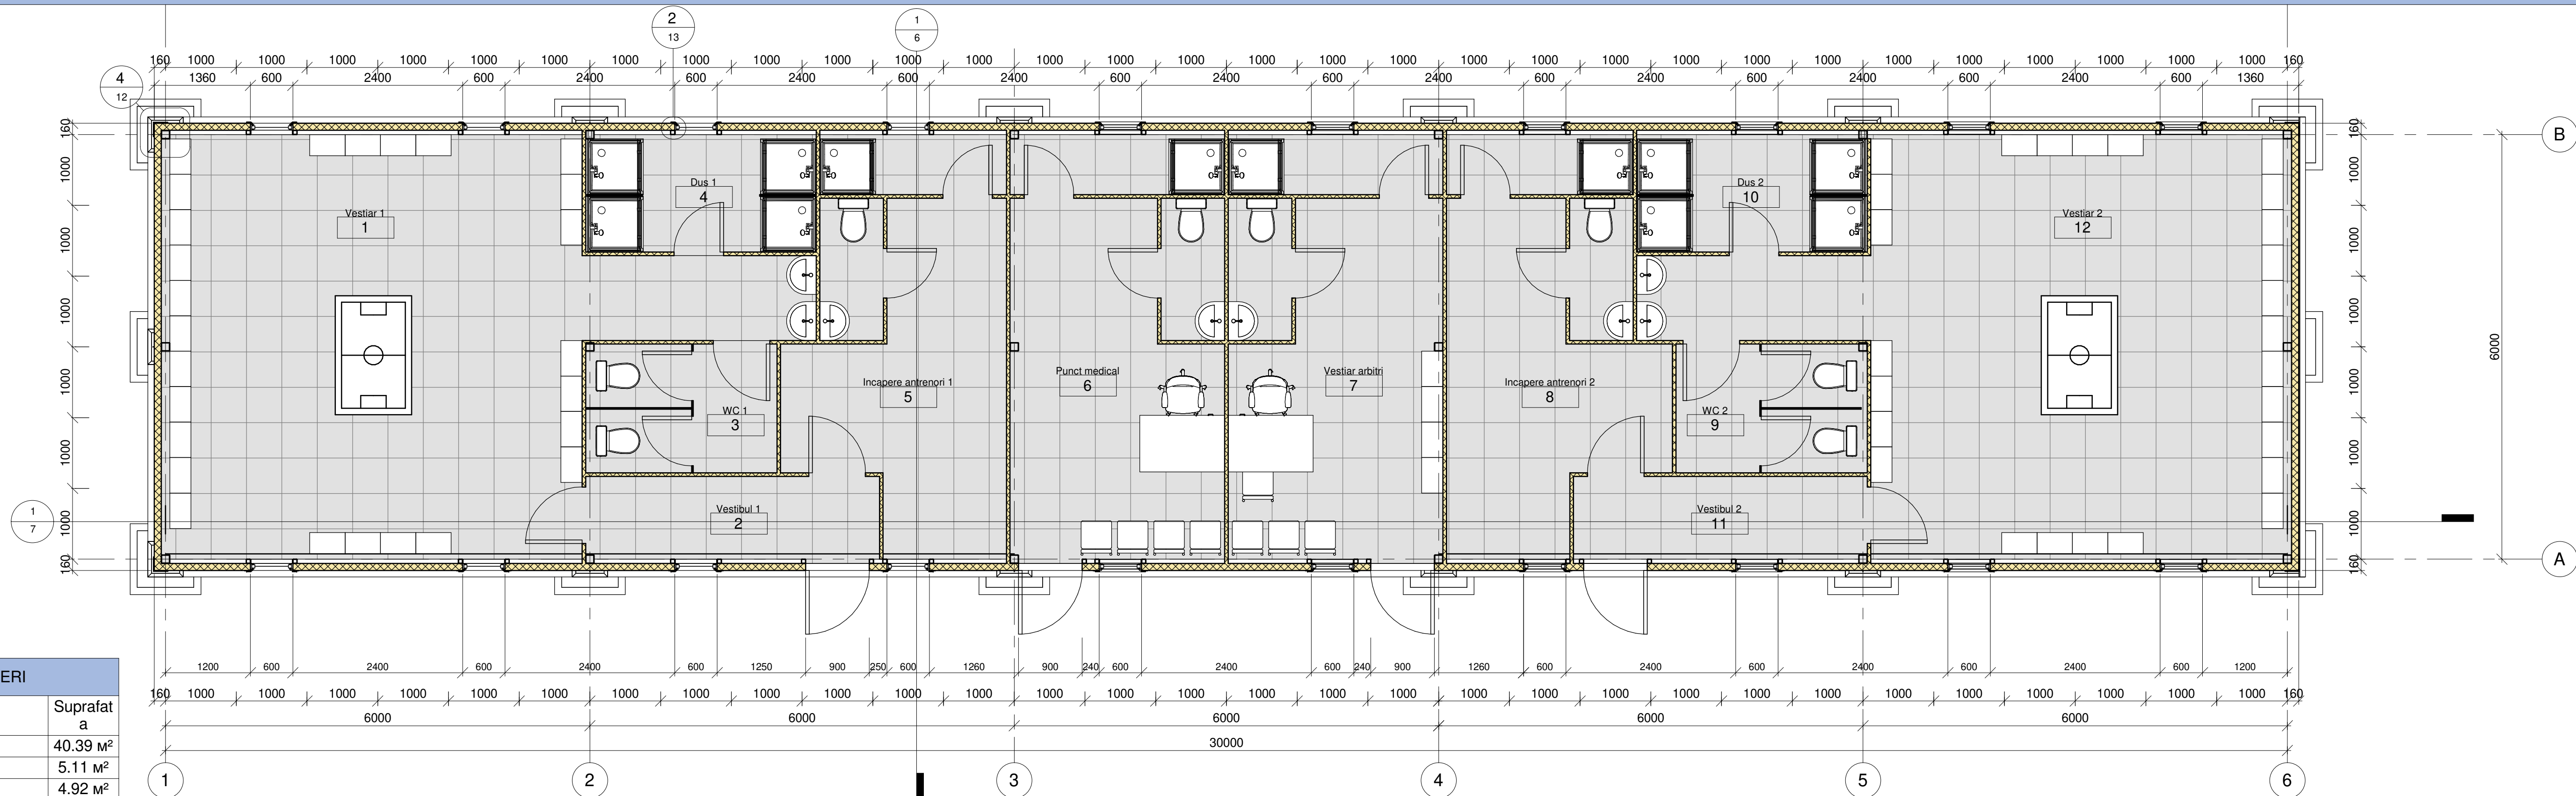 2
13
1
6
160 1000 1000 1000 1000 1000 1000 1000 1000 1000 1000 1000 1000 1000 1000 1000 1000 1000 1000 1000 1000 1000 1000 1000 1000 1000 1000 1000 1000 1000 1000 160
4
12
1360 600 2400 600 2400 600 2400 600 2400 600 2400 600 2400 600 2400 600 2400 600 2400 600 1360
160
1000
1000
1000
1000
1000
1000
160
1
7
Vestiar 1
1
Dus 1
4
WC 1
3
Vestibul 1
2
Incapere antrenori 1
5
Punct medical
6
Vestiar arbitri
7
Incapere antrenori 2
8
WC 2
9
Dus 2
10
Vestibul 2
11
Vestiar 2
12
160
1000
1000
1000
1000
1000
1000
160
6000
B
A
1200 600 2400 600 2400 600 1250 900 250 600 1260 900 240 600 2400 600 240 900 1260 600 2400 600 2400 600 2400 600 1200
160 1000 1000 1000 1000 1000 1000 1000 1000 1000 1000 1000 1000 1000 1000 1000 1000 1000 1000 1000 1000 1000 1000 1000 1000 1000 1000 1000 1000 1000 1000 160
6000 6000 6000 6000 6000
30000
1 2 3 4 5 6
ERI
Suprafat
a
40.39 м²
5.11 м²
4.92 м²